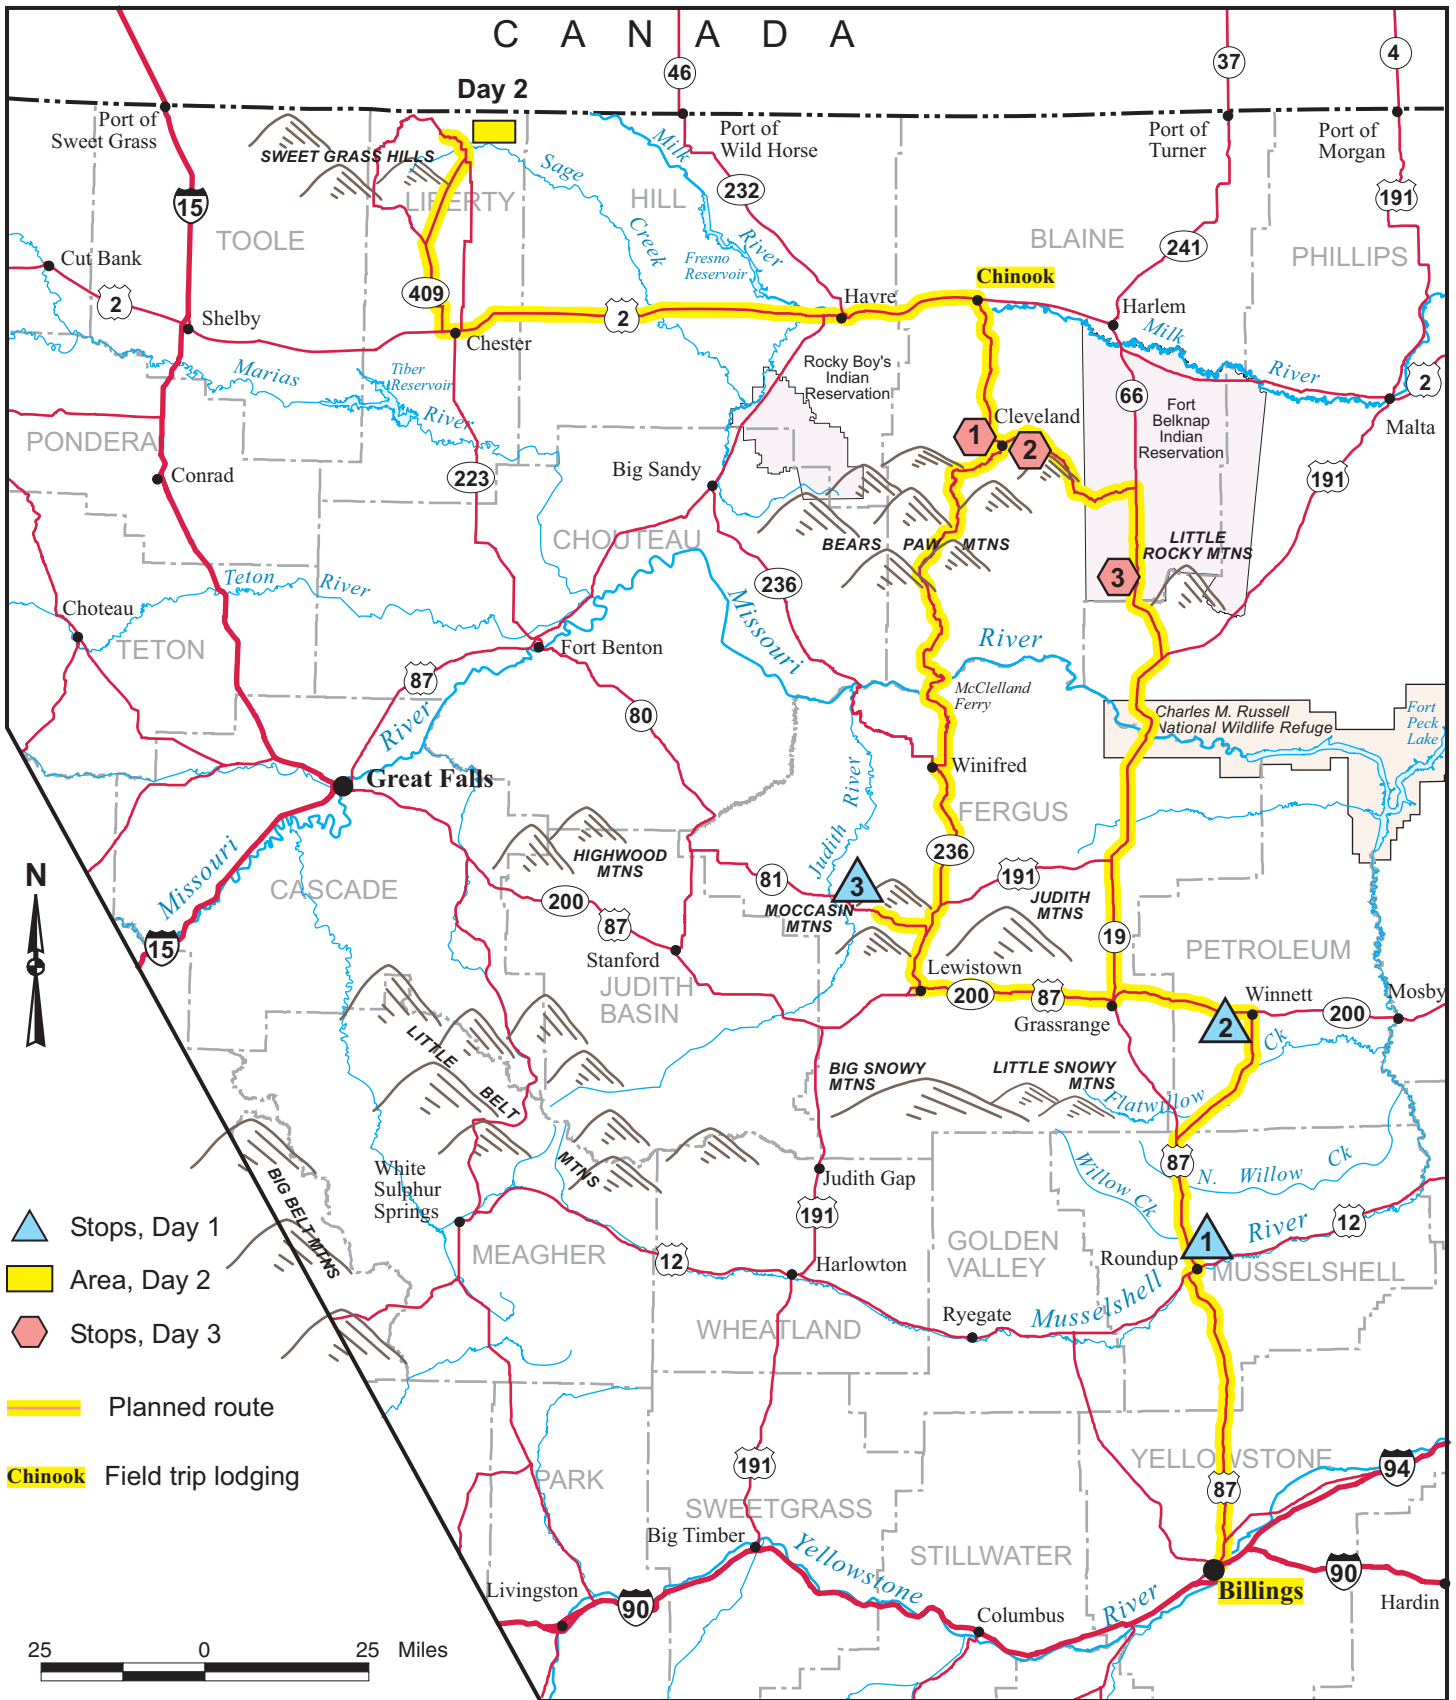 C A N A D A
46
37
4
Day 2
Port of
Sweet Grass
Port of
Wild Horse
Port of
Turner
Port of
Morgan
SWEET GRASS HILLS
Milk
River
Sage
Creek
LIBERTY
HILL
232
15
TOOLE
BLAINE
241
191
PHILLIPS
Cut Bank
2
Fresno
Reservoir
Chinook
409
Shelby
2
Havre
Harlem
Milk
River
Chester
Marias
River
Tiber
Reservoir
Rocky Boy's
Indian
Reservation
66
2
Fort
Belknap
Indian
Reservation
Malta
PONDERA
1
Cleveland
2
Conrad
223
Big Sandy
191
CHOUTEAU
BEARS PAW MTNS
LITTLE
ROCKY MTNS
Teton River
236
3
Choteau
TETON
Missouri
River
Fort Benton
87
80
McClelland
Ferry
Charles M. Russell
National Wildlife Refuge
Fort
Peck
Lake
River
Great Falls
Winifred
Judith River
FERGUS
HIGHWOOD
MTNS
236
Missouri
N
CASCADE
81
3
191
MOCCASIN
MTNS
JUDITH
MTNS
200
87
15
19
PETROLEUM
Stanford
Lewistown
JUDITH
BASIN
200
87
Grassrange
Winnett
2
200
Mosby
Ck
LITTLE
BELT
MTNS
BIG SNOWY
MTNS
LITTLE SNOWY
MTNS
Flatwillow
BIG BELT MTNS
White
Sulphur
Springs
Judith Gap
87
Willow Ck
N. Willow Ck
Stops, Day 1
191
12
MEAGHER
12
Harlowton
GOLDEN
VALLEY
Roundup
1
River
MUSSELSHELL
Area, Day 2
Ryegate
Musselshell
Stops, Day 3
WHEATLAND
Planned route
Chinook Field trip lodging
PARK
191
YELLOWSTONE
94
87
SWEETGRASS
Big Timber
Yellowstone
STILLWATER
90
Livingston
90
Billings
Hardin
Columbus
River
25 0 25 Miles